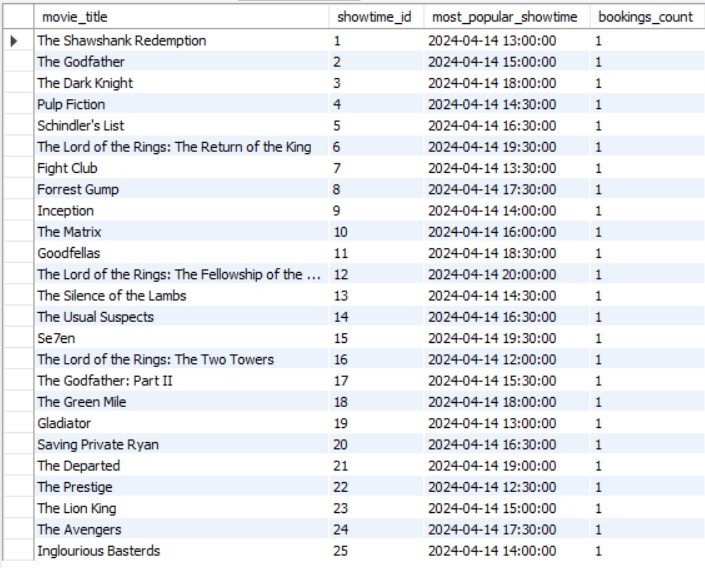 movie_title showtime_id most_popular_showtime bookings_count
The Shawshank Redemption 1 2024-04-14 13:00:00 1
The Godfather 2 2024-04-14 15:00:00 1
The Dark Knight 3 2024-04-14 18:00:00 1
Pulp Fiction 4 2024-04-14 14:30:00 1
Schindler's List 5 2024-04-14 16:30:00 1
The Lord of the Rings: The Return of the King 6 2024-04-14 19:30:00 1
Fight Club 7 2024-04-14 13:30:00 1
Forrest Gump 8 2024-04-14 17:30:00 1
Inception 9 2024-04-14 14:00:00 1
The Matrix 10 2024-04-14 16:00:00 1
Goodfellas 11 2024-04-14 18:30:00 1
The Lord of the Rings: The Fellowship of the ... 12 2024-04-14 20:00:00 1
The Silence of the Lambs 13 2024-04-14 14:30:00 1
The Usual Suspects 14 2024-04-14 16:30:00 1
Se7en 15 2024-04-14 19:30:00 1
The Lord of the Rings: The Two Towers 16 2024-04-14 12:00:00 1
The Godfather: Part II 17 2024-04-14 15:30:00 1
The Green Mile 18 2024-04-14 18:00:00 1
Gladiator 19 2024-04-14 13:00:00 1
Saving Private Ryan 20 2024-04-14 16:30:00 1
The Departed 21 2024-04-14 19:00:00 1
The Prestige 22 2024-04-14 12:30:00 1
The Lion King 23 2024-04-14 15:00:00 1
The Avengers 24 2024-04-14 17:30:00 1
Inglourious Basterds 25 2024-04-14 14:00:00 1